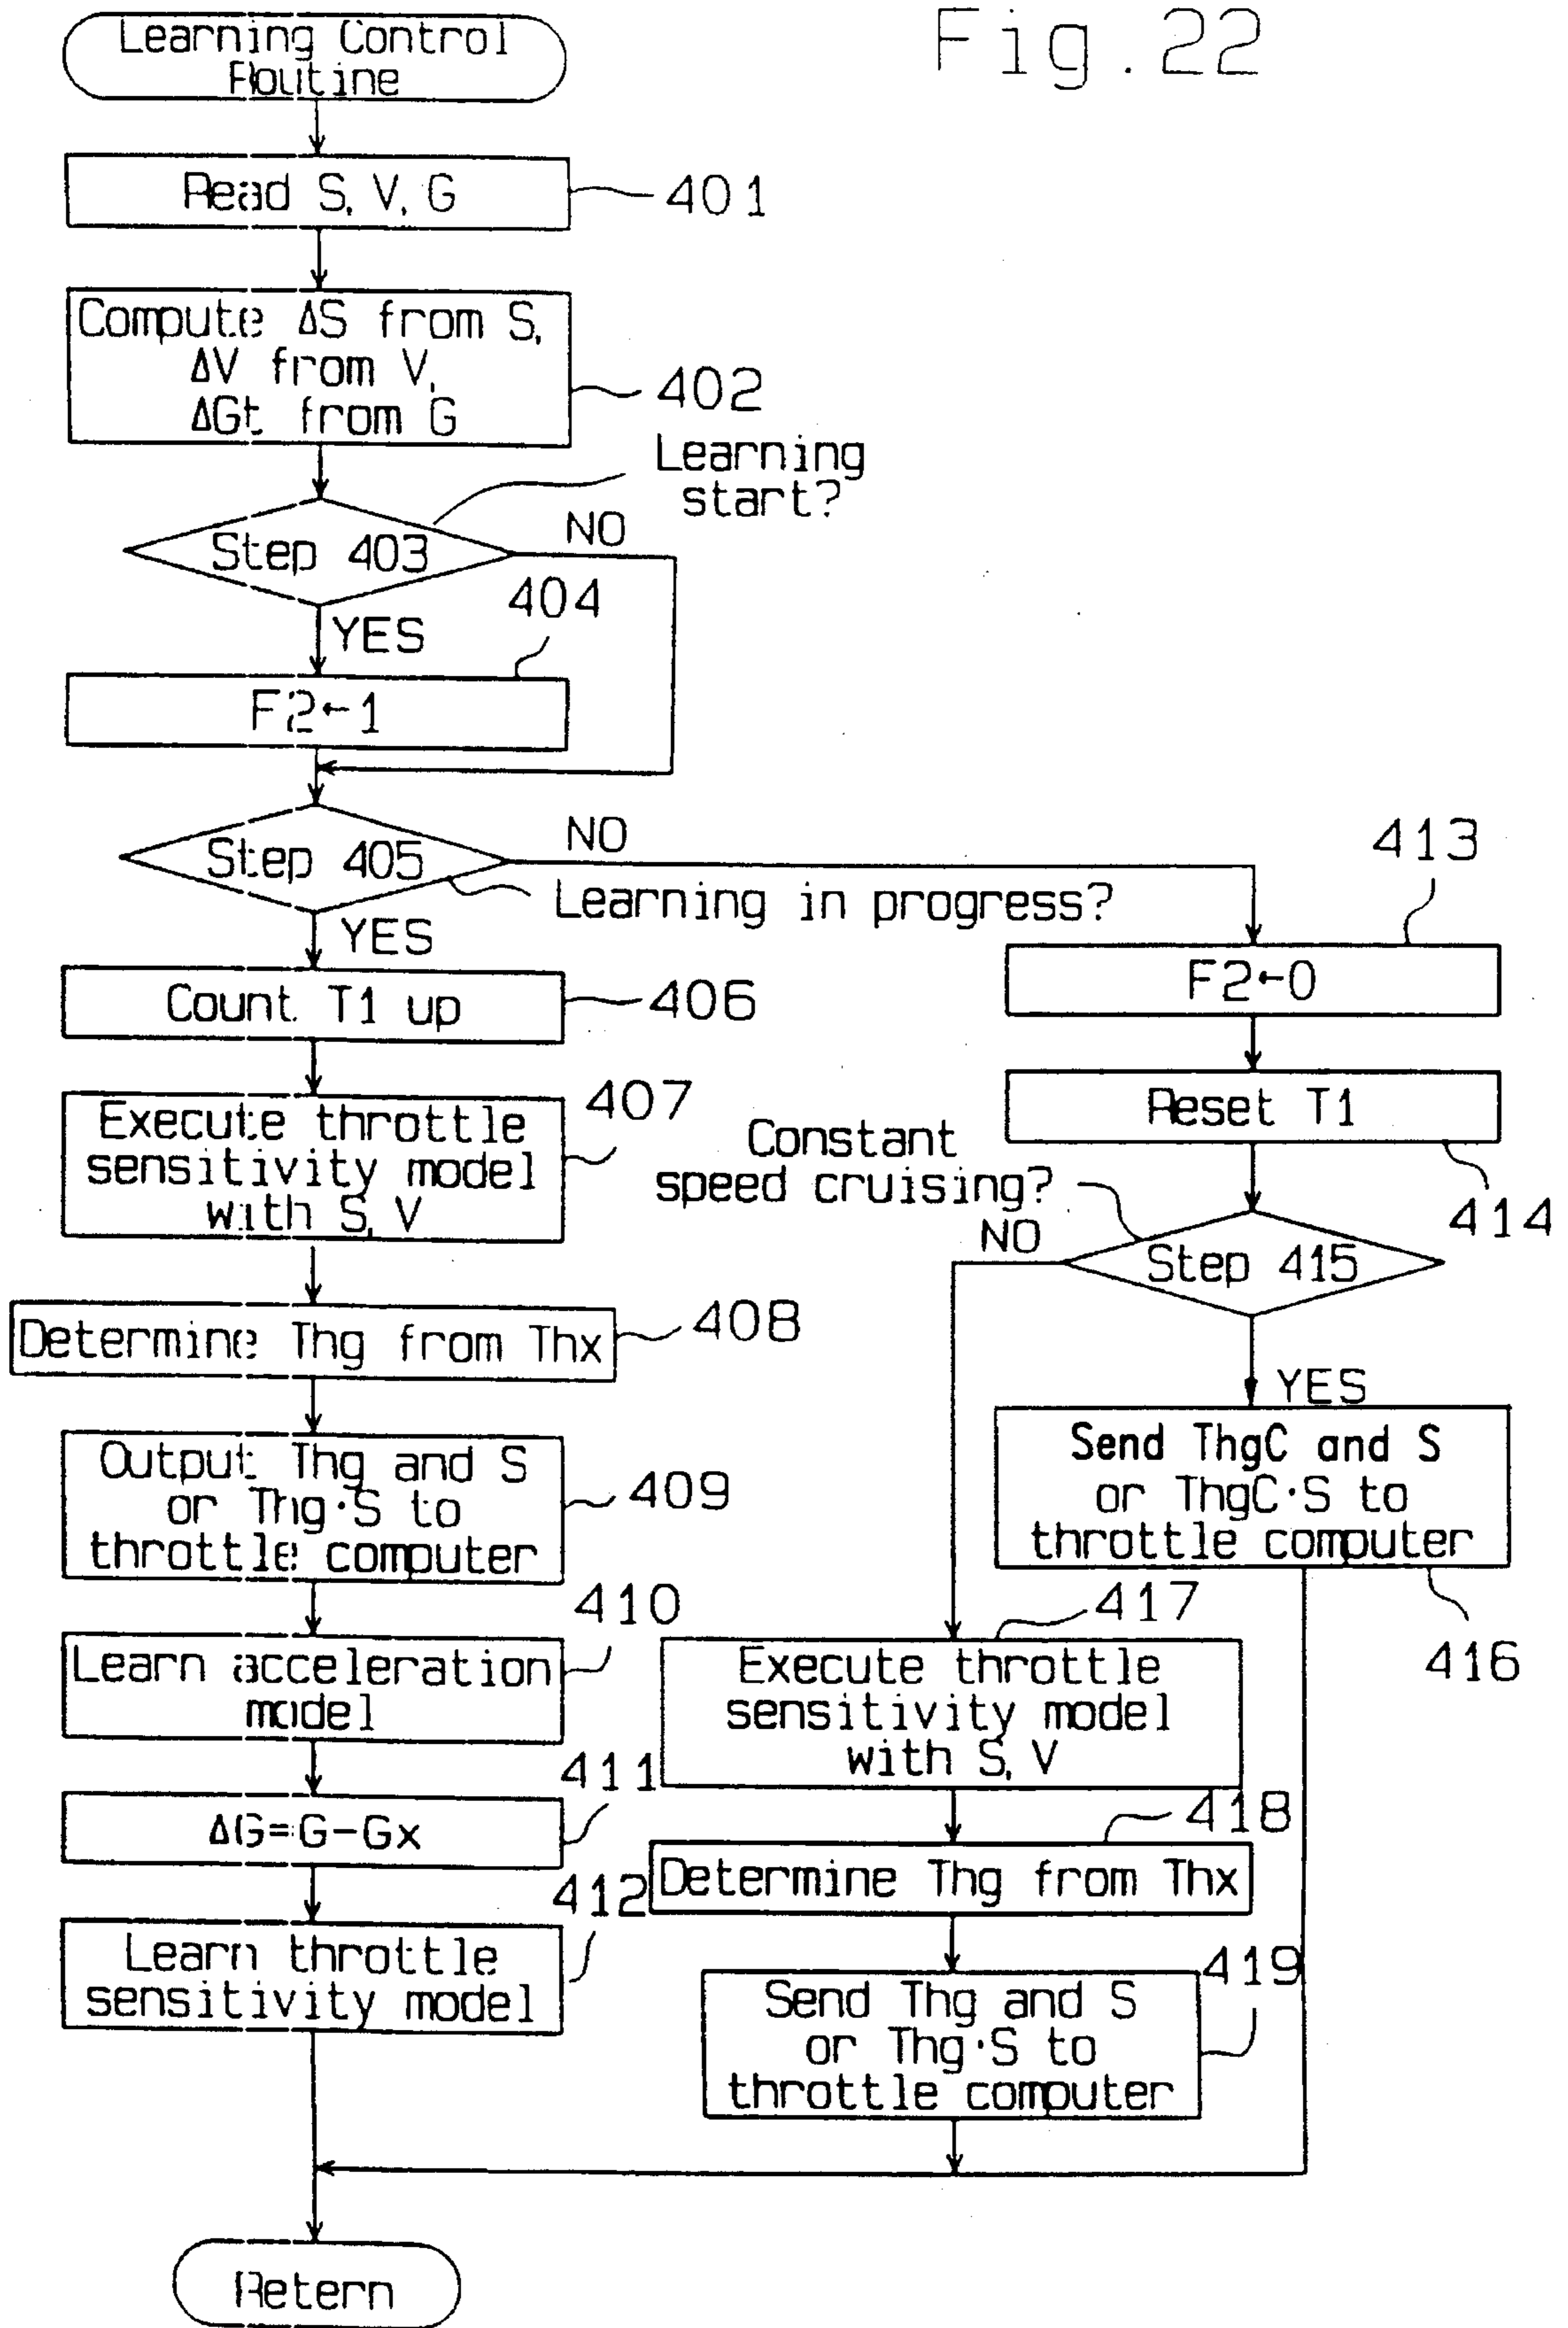 Fig. 22
Learning Control
Routine
Read S, V, G
401
Compute ΔS from S,
ΔV from V,
ΔGt from G
402
Learning
start?
Step 403
NO
YES
404
F2←1
Step 405
NO
Learning in progress?
YES
413
F2←0
Count T1 up
406
Reset T1
414
Execute throttle
sensitivity model
with S, V
407
Constant
speed cruising?
NO
Step 415
YES
Determine Thg from Thx
408
Send ThgC and S
or ThgC·S to
throttle computer
416
Output Thg and S
or Thg·S to
throttle computer
409
Learn acceleration
model
410
417
Execute throttle
sensitivity model
with S, V
ΔG=G-Gx
411
418
Determine Thg from Thx
Learn throttle
sensitivity model
412
Send Thg and S
or Thg·S to
throttle computer
419
Retern